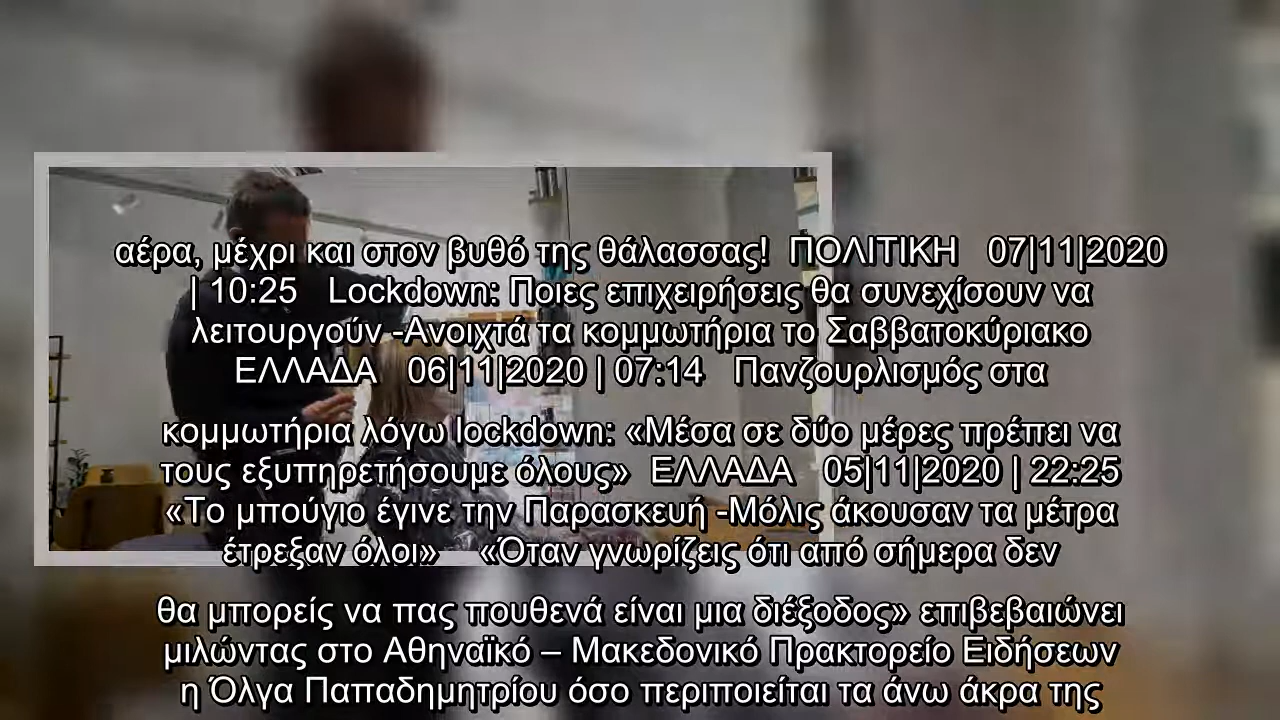 αέρα, μέχρι και στον βυθό της θάλασσας!  ΠΟΛΙΤΙΚΗ   07|11|2020
| 10:25   Lockdown: Ποιες επιχειρήσεις θα συνεχίσουν να
λειτουργούν -Ανοιχτά τα κομμωτήρια το Σαββατοκύριακο
ΕΛΛΑΔΑ   06|11|2020 | 07:14   Πανζουρλισμός στα
κομμωτήρια λόγω lockdown: «Μέσα σε δύο μέρες πρέπει να
τους εξυπηρετήσουμε όλους»  ΕΛΛΑΔΑ   05|11|2020 | 22:25
«Το μπούγιο έγινε την Παρασκευή -Μόλις άκουσαν τα μέτρα
έτρεξαν όλοι»    «Όταν γνωρίζεις ότι από σήμερα δεν
θα μπορείς να πας πουθενά είναι μια διέξοδος» επιβεβαιώνει
μιλώντας στο Αθηναϊκό – Μακεδονικό Πρακτορείο Ειδήσεων
η Όλγα Παπαδημητρίου όσο περιποιείται τα άνω άκρα της